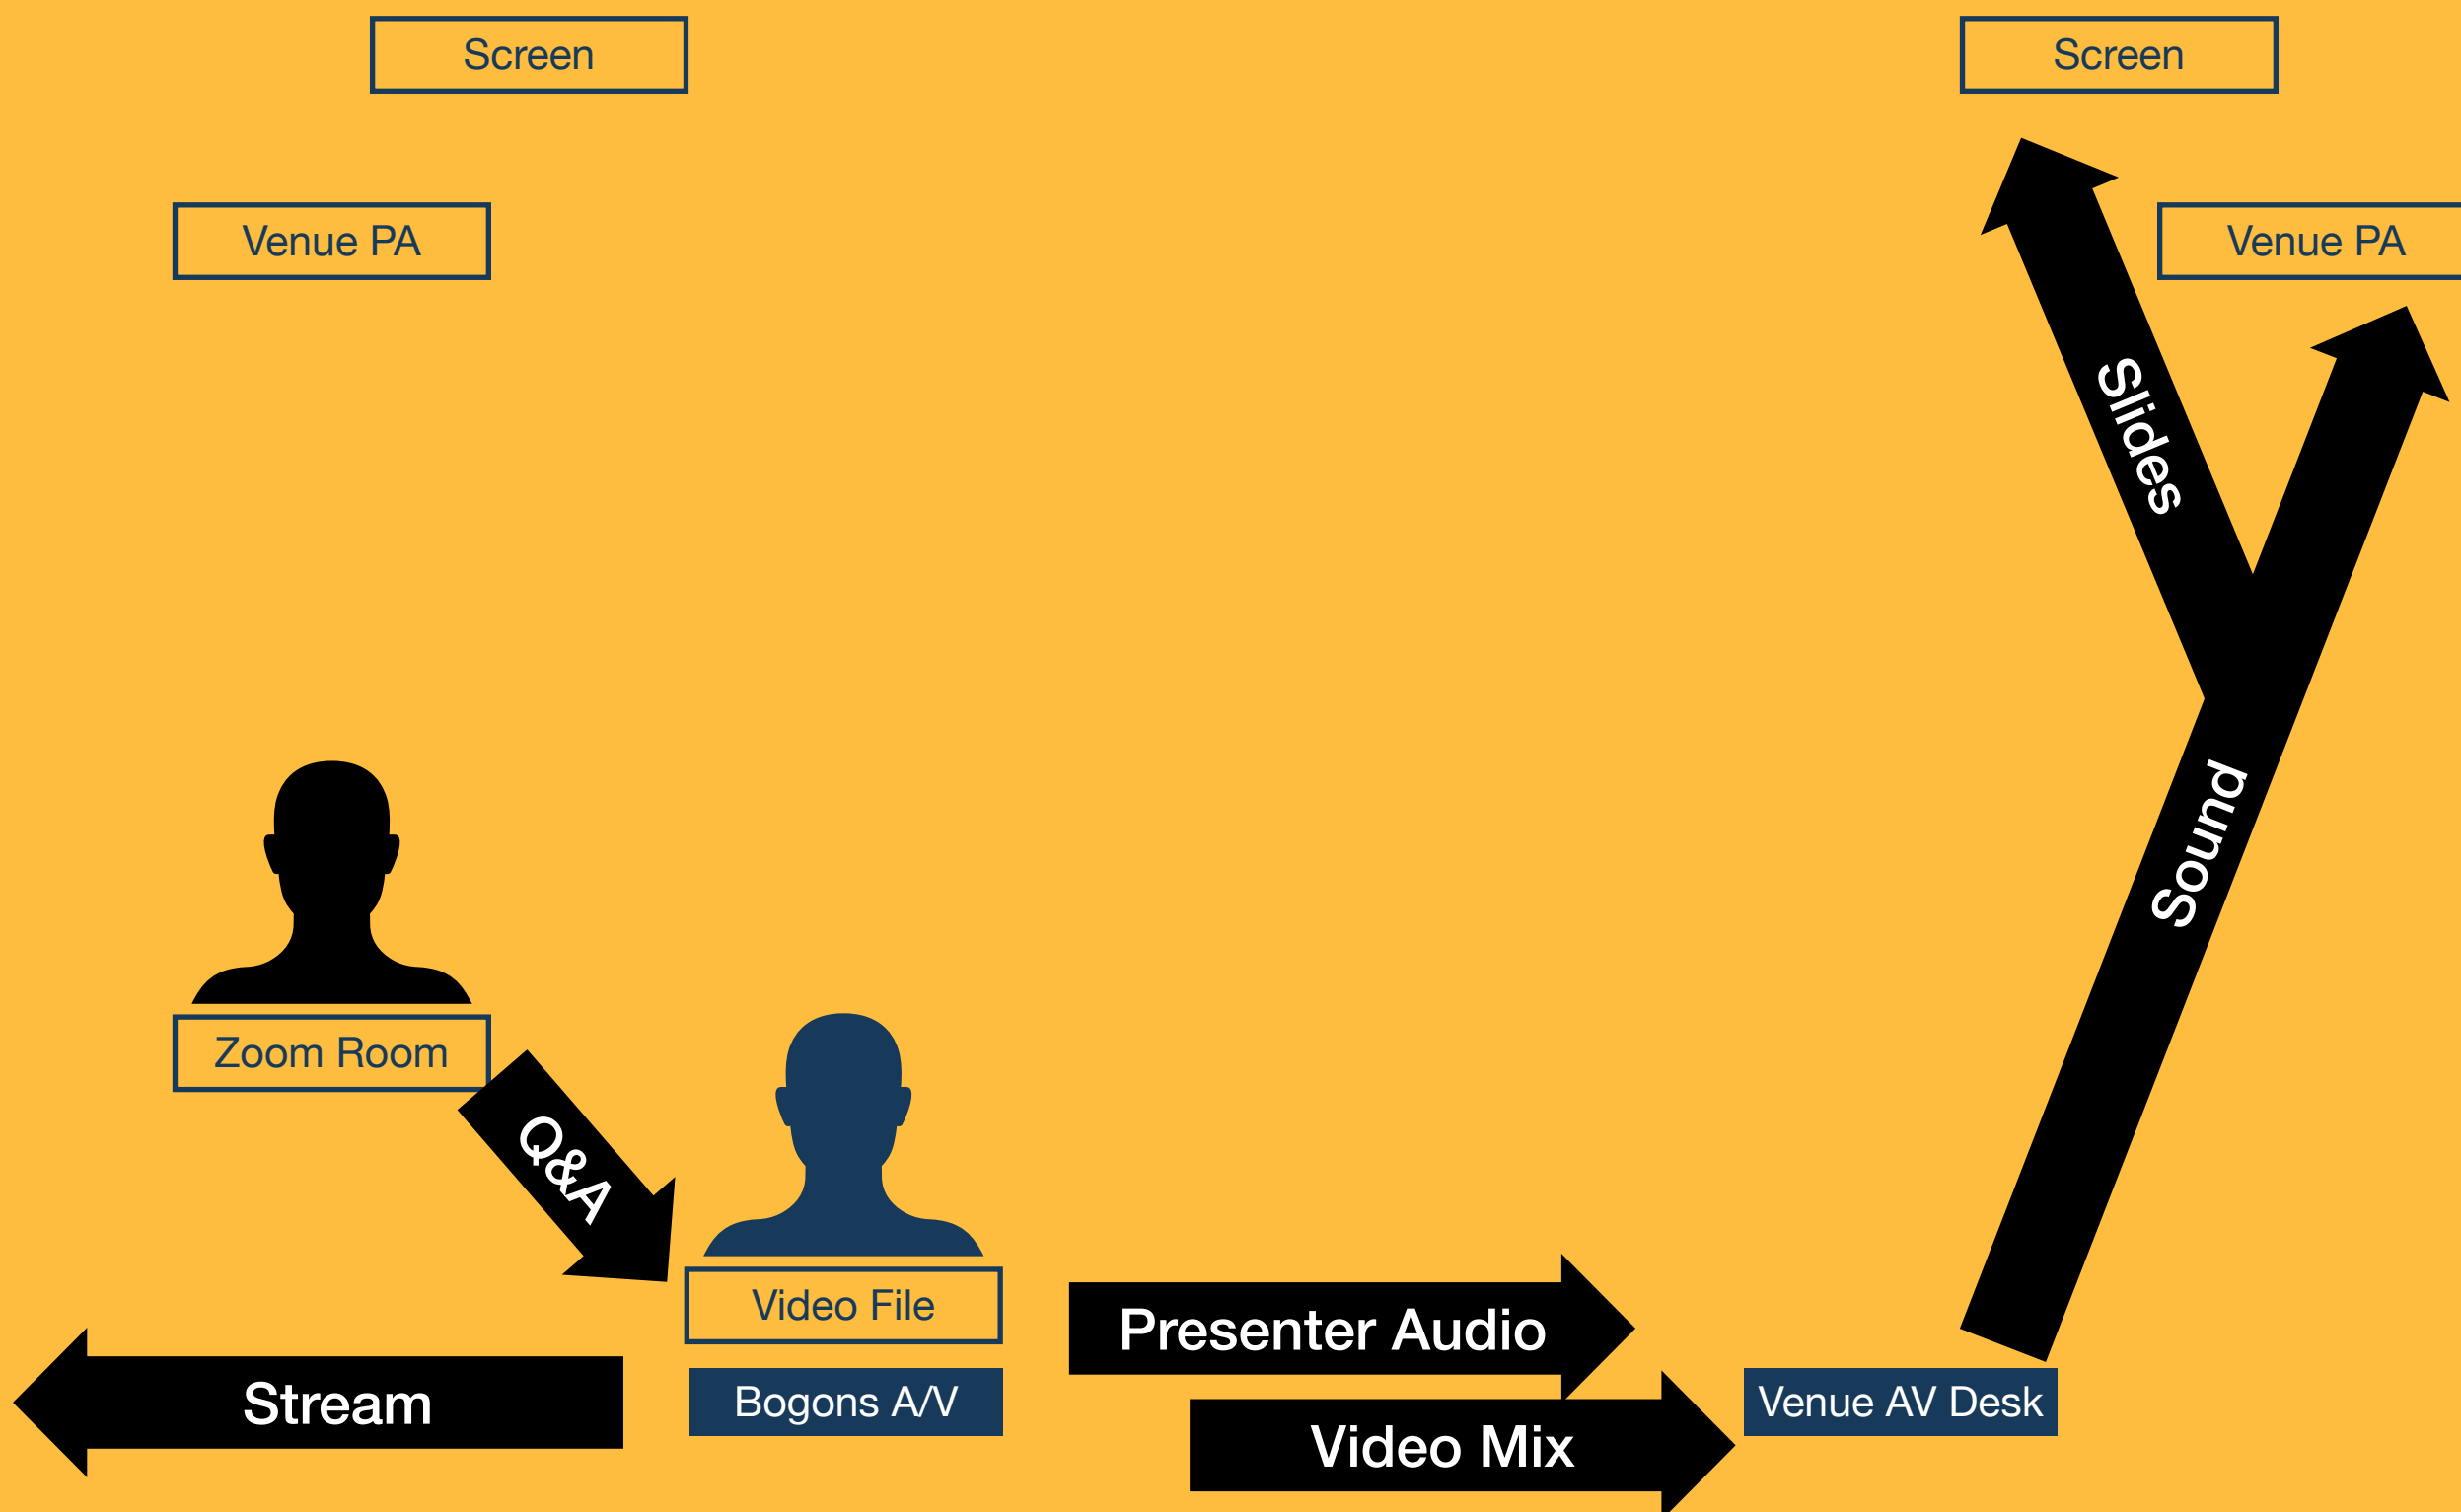 Screen
Screen
Venue PA
Venue PA
Slides
Sound
Zoom Room
Q&A
Video File
Presenter Audio
Stream
Bogons A/V
Venue AV Desk
Video Mix